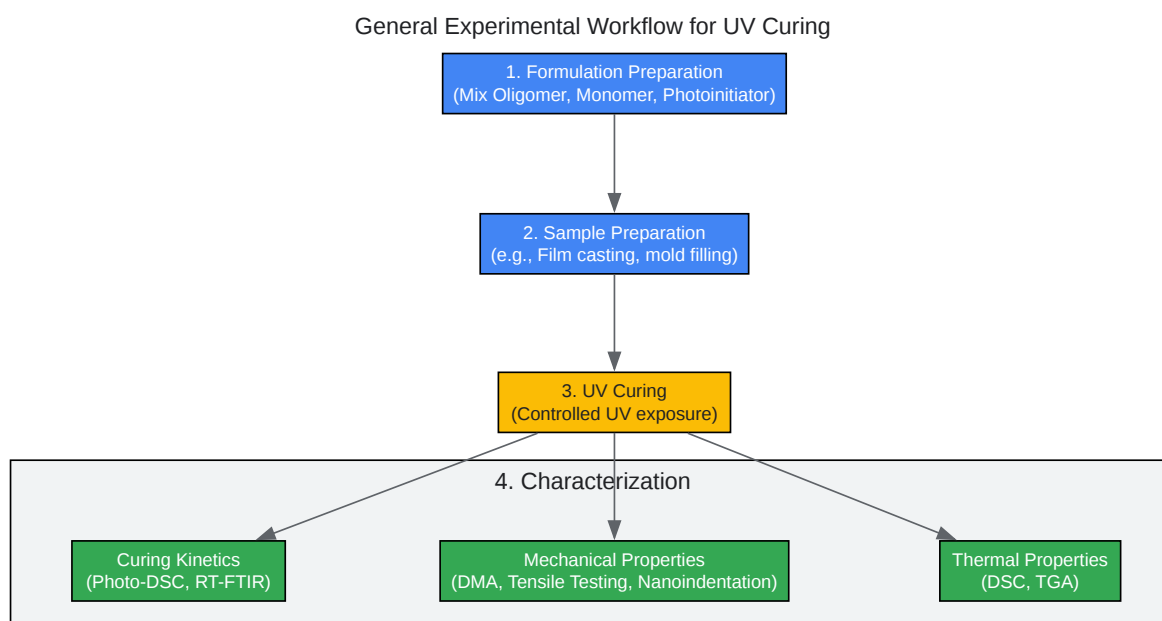 General Experimental Workflow for UV Curing
1. Formulation Preparation
(Mix Oligomer, Monomer, Photoinitiator)
2. Sample Preparation
(e.g., Film casting, mold filling)
3. UV Curing
(Controlled UV exposure)
4. Characterization
Curing Kinetics
(Photo-DSC, RT-FTIR)
Mechanical Properties
(DMA, Tensile Testing, Nanoindentation)
Thermal Properties
(DSC, TGA)